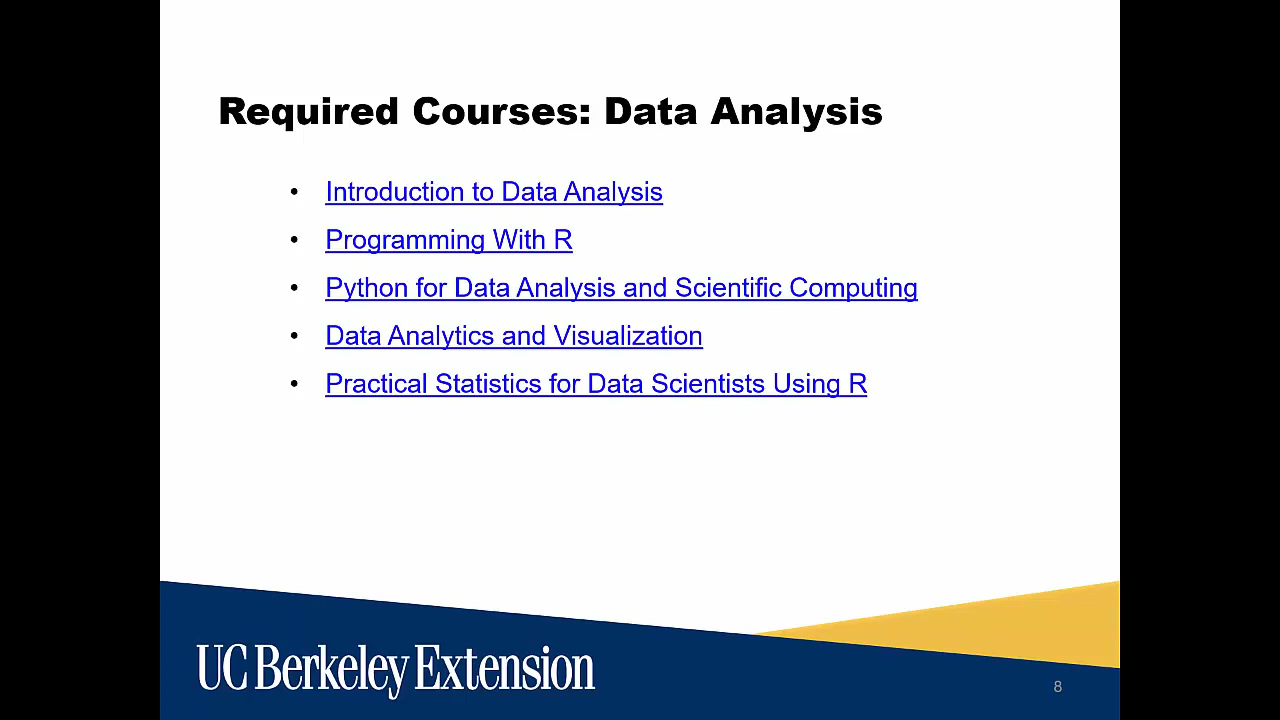 Required Courses: Data Analysis
• Introduction to Data Analysis
• Programming With R
• Python for Data Analysis and Scientific Computing
• Data Analytics and Visualization
• Practical Statistics for Data Scientists Using R
UC Berkeley Extension
8